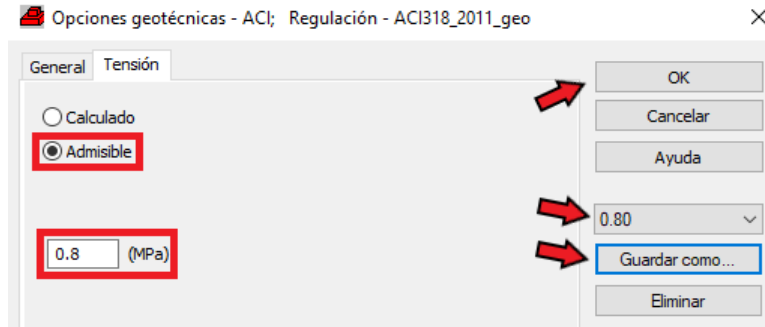 Opciones geotécnicas - ACI; Regulación - ACI318_2011_geo
General Tensión
Calculado
Admisible
0.8 (MPa)
OK
Cancelar
Ayuda
0.80
Guardar como...
Eliminar